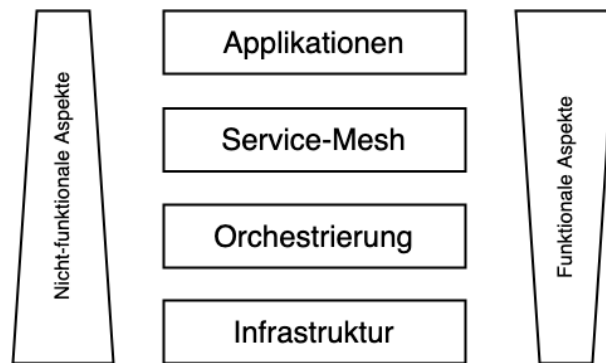 Applikationen
Service-Mesh
Orchestrierung
Infrastruktur
Nicht-funktionale Aspekte
Funktionale Aspekte